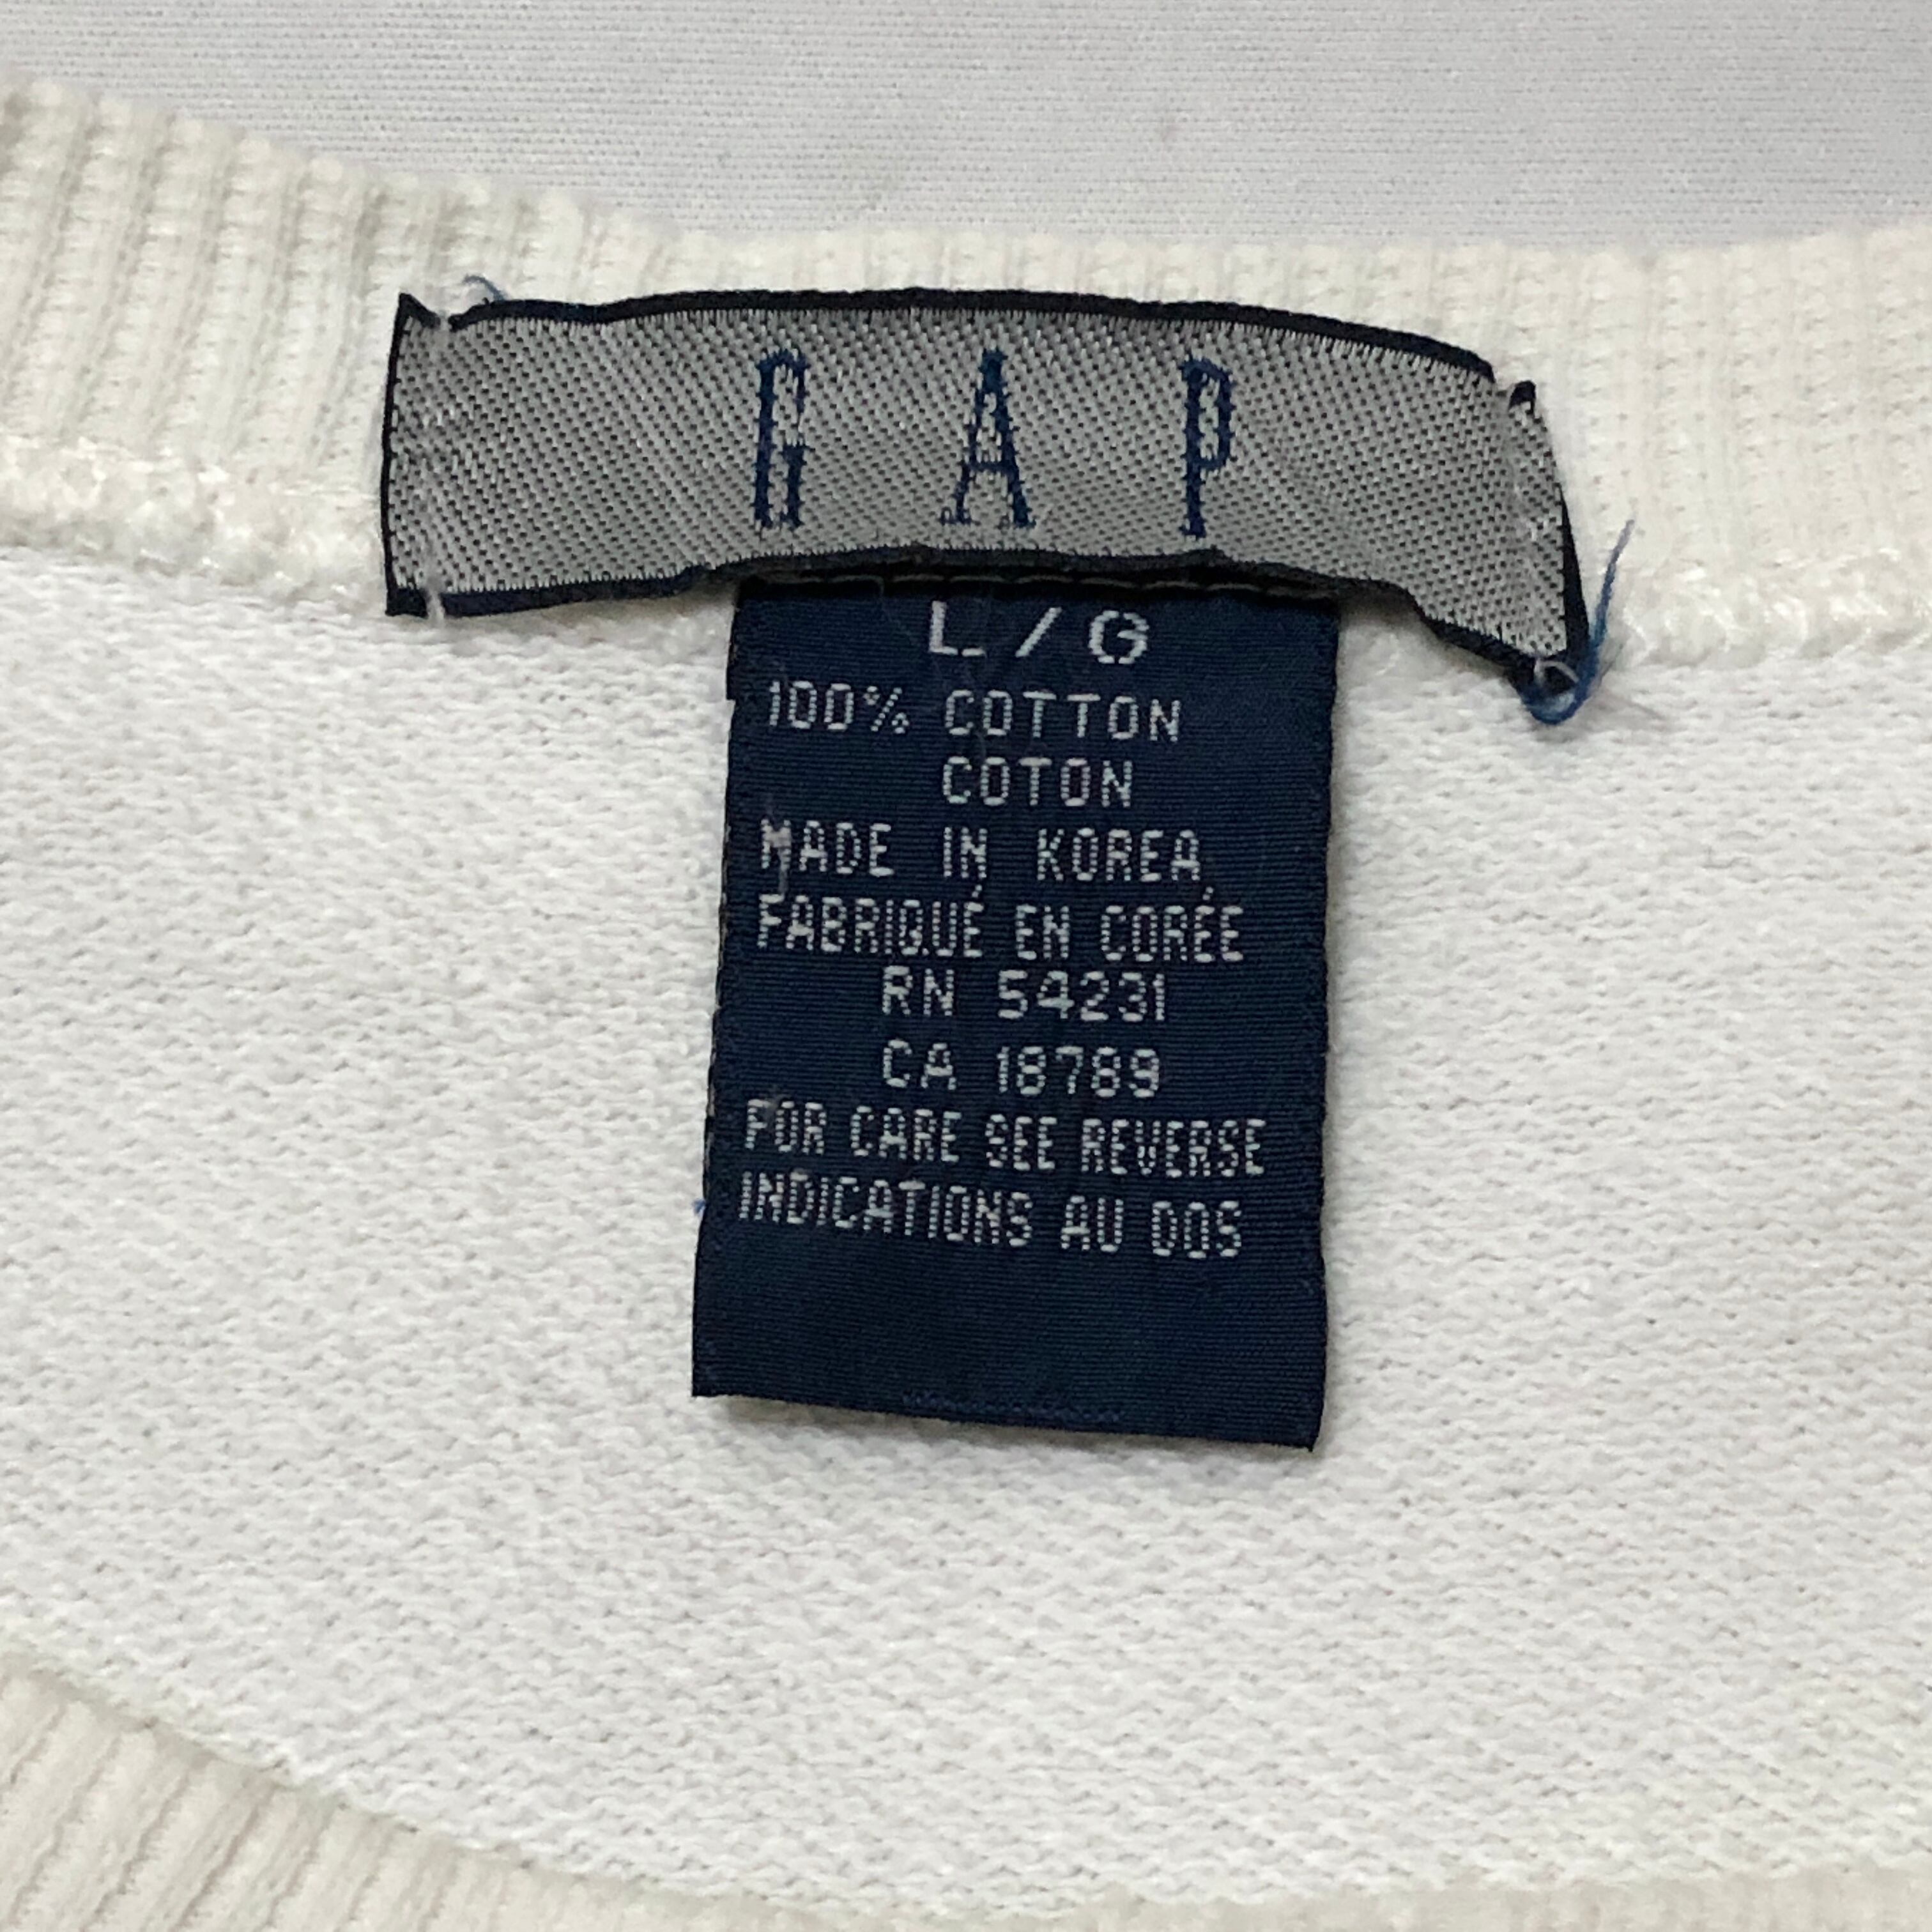 GAP
L/G
100% COTTON
COTON
MADE IN KOREA
FABRIQUÉ EN CORÉE
RN 54231
CA 18789
FOR CARE SEE REVERSE
INDICATIONS AU DOS